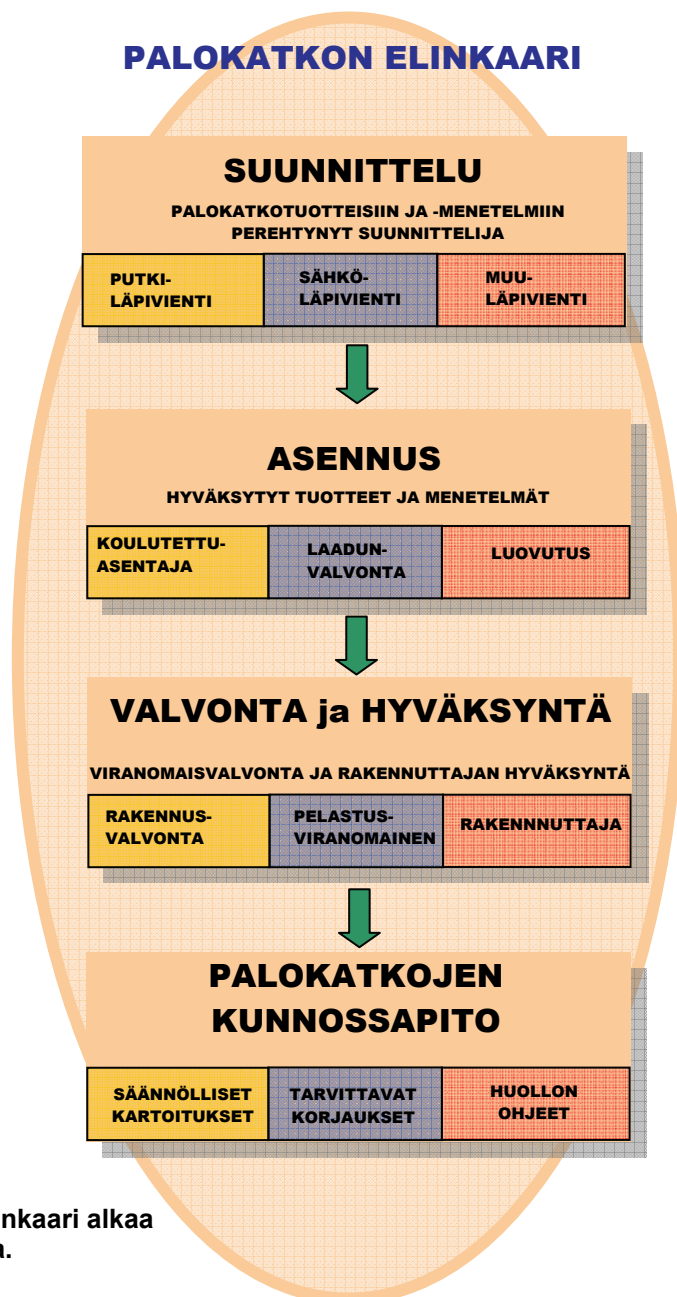 PALOKATKON ELINKAARI
SUUNNITTELU
PALOKATKOTUOTTEISIIN JA -MENETELMIIN
PEREHTYNYT SUUNNITTELIJA
PUTKI-
LÄPIVIENTI
SÄHKÖ-
LÄPIVIENTI
MUU-
LÄPIVIENTI
ASENNUS
HYVÄKSYTYT TUOTTEET JA MENETELMÄT
KOULUTETTU-
ASENTAJA
LAADUN-
VALVONTA
LUOVUTUS
VALVONTA ja HYVÄKSYNTÄ
VIRANOMAISVALVONTA JA RAKENNUTTAJAN HYVÄKSYNTÄ
RAKENNUS-
VALVONTA
PELASTUS-
VIRANOMAINEN
RAKENNNUTTAJA
PALOKATKOJEN
KUNNOSSAPITO
SÄÄNNÖLLISET
KARTOITUKSET
TARVITTAVAT
KORJAUKSET
HUOLLON
OHJEET
nkaari alkaa
a.